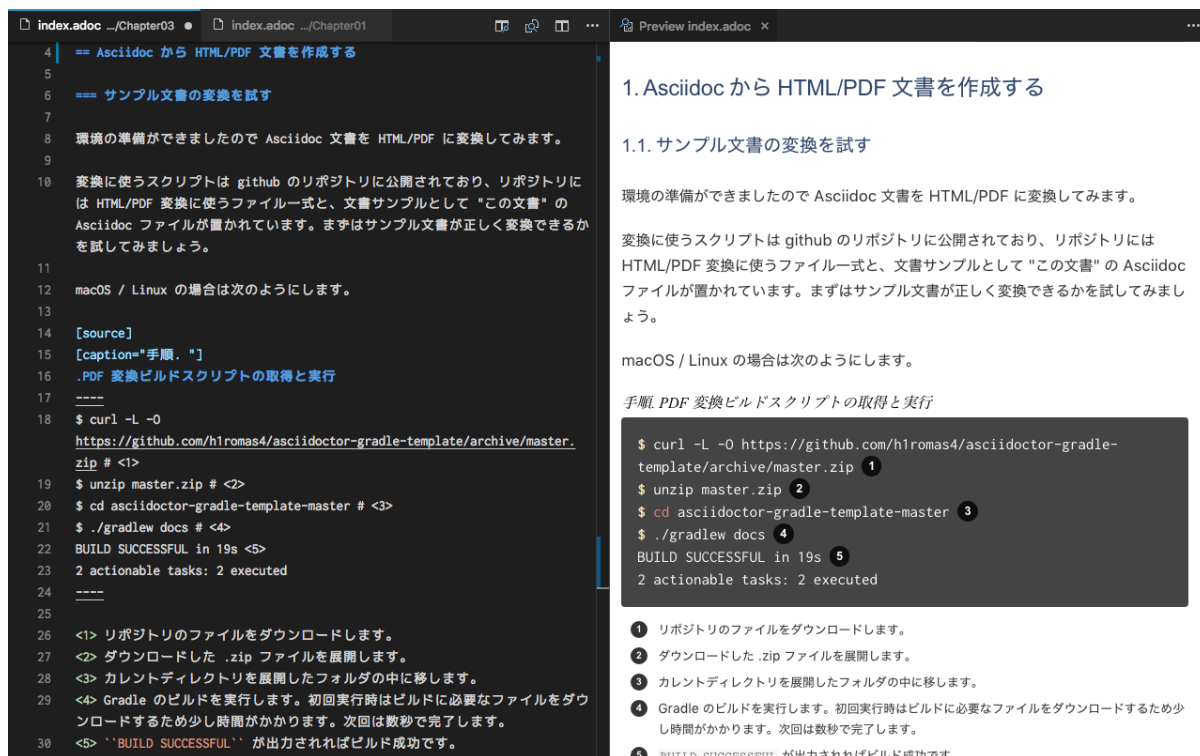 index.adoc .../Chapter03
index.adoc .../Chapter01
4 == Asciidoc から HTML/PDF 文書を作成する
5
6 === サンプル文書の変換を試す
7
8 環境の準備ができましたので Asciidoc 文書を HTML/PDF に変換してみます。
9
10 変換に使うスクリプトは github のリポジトリに公開されており、リポジトリに
は HTML/PDF 変換に使うファイル一式と、文書サンプルとして "この文書" の
Asciidoc ファイルが置かれています。まずはサンプル文書が正しく変換できるか
を試してみましょう。
11
12 macOS / Linux の場合は次のようにします。
13
14 [source]
15 [caption="手順. "]
16 .PDF 変換ビルドスクリプトの取得と実行
17 ----
18 $ curl -L -O
https://github.com/h1romas4/asciidoctor-gradle-template/archive/master.
zip # <1>
19 $ unzip master.zip # <2>
20 $ cd asciidoctor-gradle-template-master # <3>
21 $ ./gradlew docs # <4>
22 BUILD SUCCESSFUL in 19s <5>
23 2 actionable tasks: 2 executed
24 ----
25
26 <1> リポジトリのファイルをダウンロードします。
27 <2> ダウンロードした .zip ファイルを展開します。
28 <3> カレントディレクトリを展開したフォルダの中に移します。
29 <4> Gradle のビルドを実行します。初回実行時はビルドに必要なファイルをダウ
ンロードするため少し時間がかかります。次回は数秒で完了します。
30 <5> ``BUILD SUCCESSFUL`` が出力されればビルド成功です。
Preview index.adoc
1. Asciidoc から HTML/PDF 文書を作成する
1.1. サンプル文書の変換を試す
環境の準備ができましたので Asciidoc 文書を HTML/PDF に変換してみます。
変換に使うスクリプトは github のリポジトリに公開されており、リポジトリには
HTML/PDF 変換に使うファイル一式と、文書サンプルとして "この文書" の Asciidoc
ファイルが置かれています。まずはサンプル文書が正しく変換できるかを試してみまし
ょう。
macOS / Linux の場合は次のようにします。
手順. PDF 変換ビルドスクリプトの取得と実行
$ curl -L -O https://github.com/h1romas4/asciidoctor-gradle-
template/archive/master.zip 1
$ unzip master.zip 2
$ cd asciidoctor-gradle-template-master 3
$ ./gradlew docs 4
BUILD SUCCESSFUL in 19s 5
2 actionable tasks: 2 executed
1 リポジトリのファイルをダウンロードします。
2 ダウンロードした .zip ファイルを展開します。
3 カレントディレクトリを展開したフォルダの中に移します。
4 Gradle のビルドを実行します。初回実行時はビルドに必要なファイルをダウンロードするため少
し時間がかかります。次回は数秒で完了します。
5 BUILD SUCCESSFUL が出力されればビルド成功です。